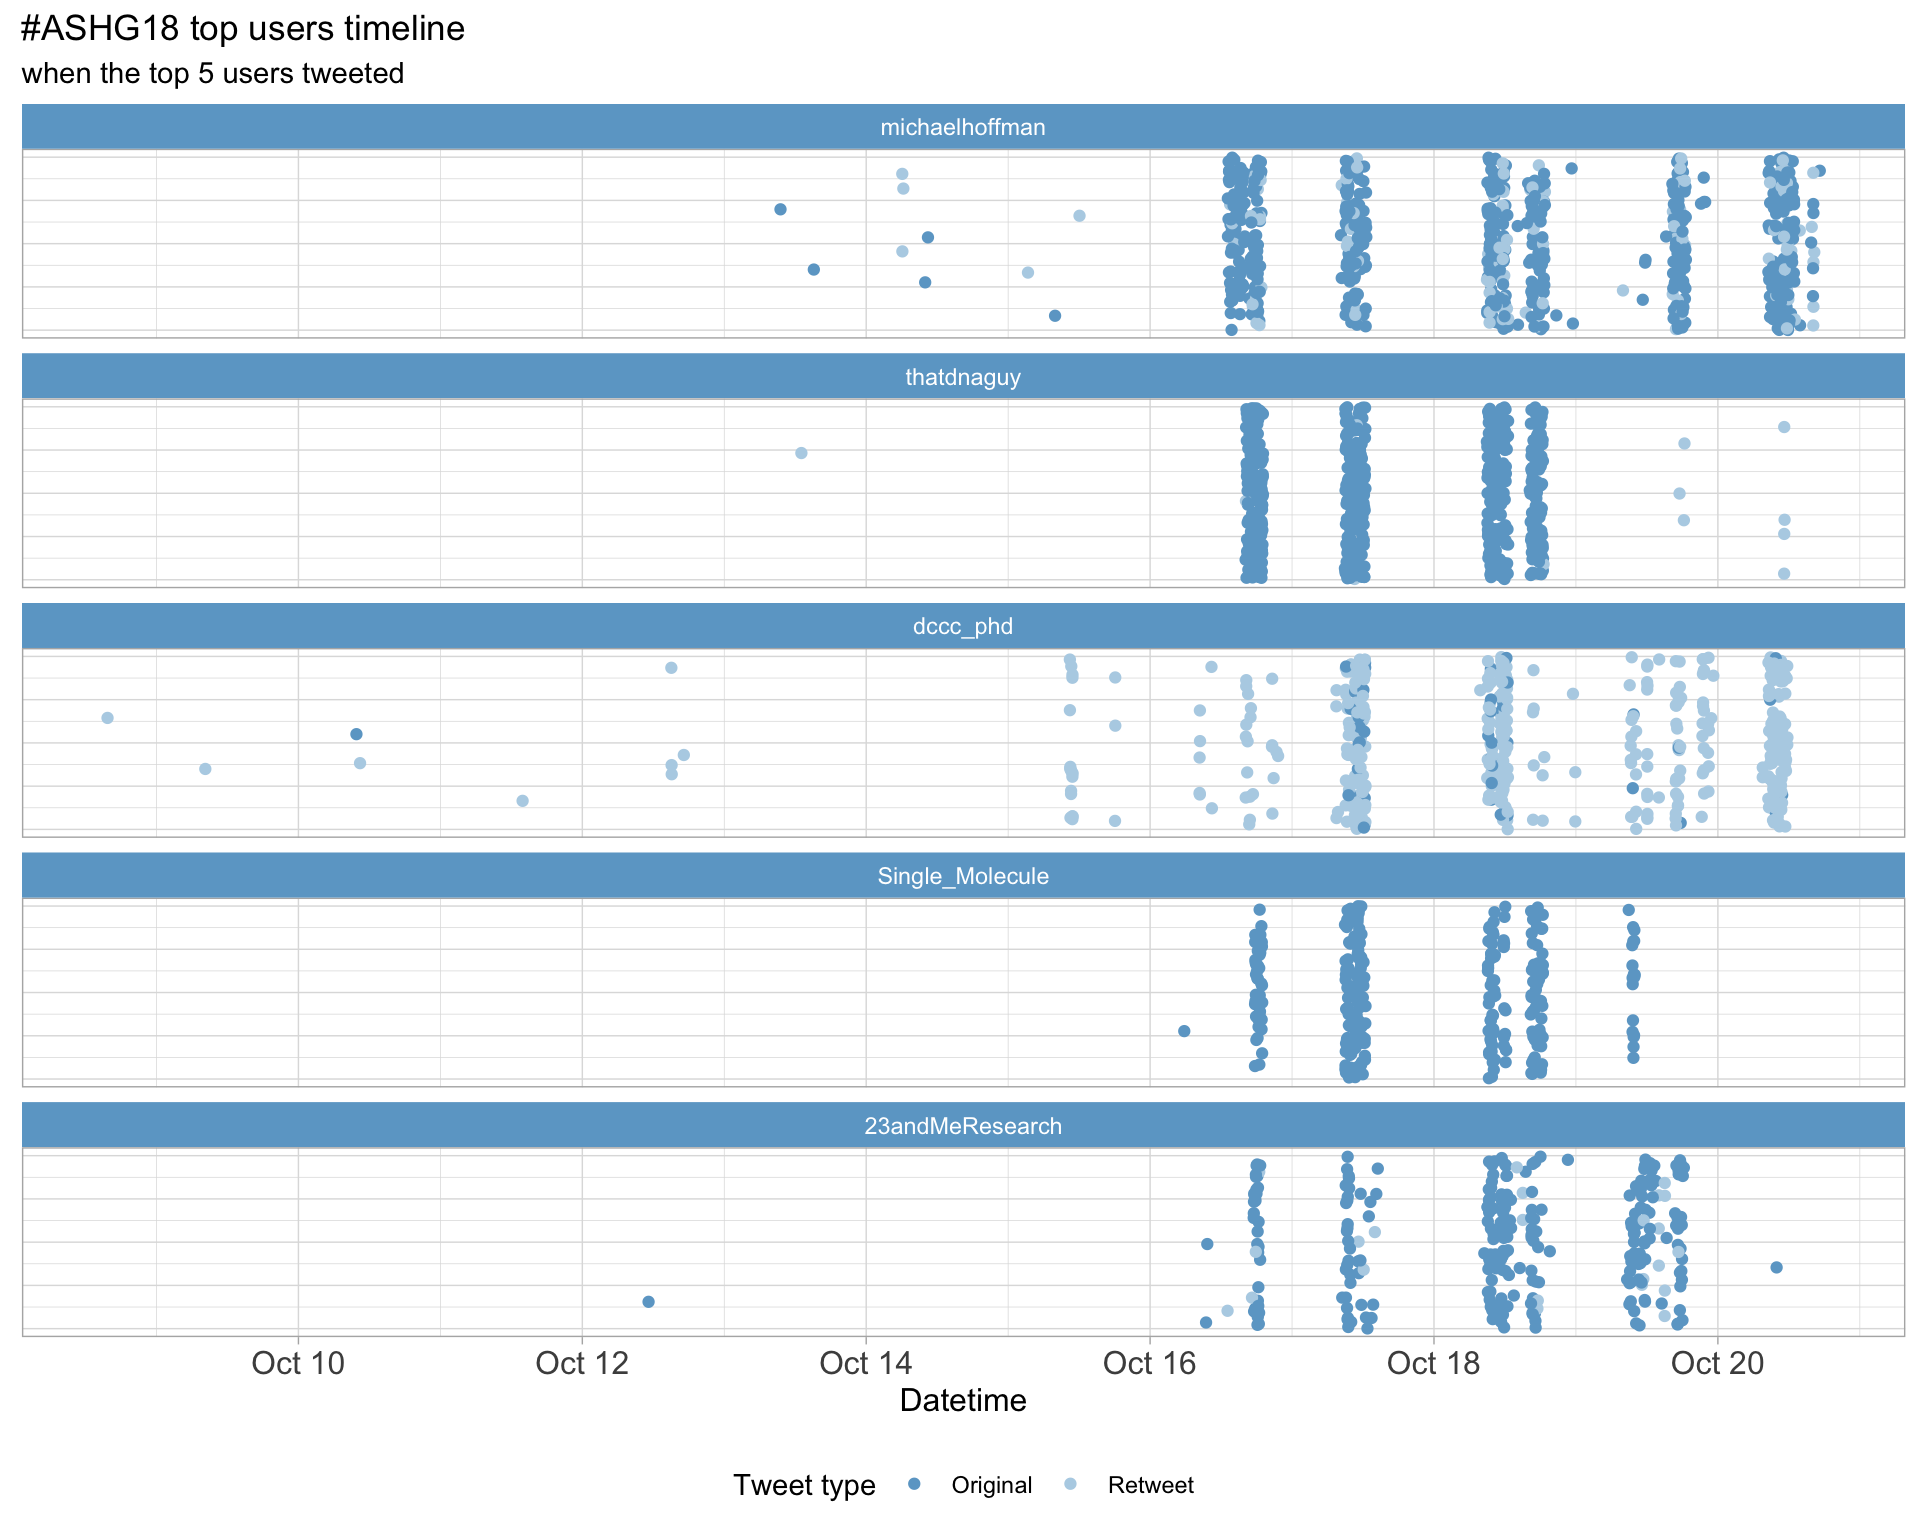 #ASHG18 top users timeline
when the top 5 users tweeted
michaelhoffman
thatdnaguy
dccc_phd
Single_Molecule
23andMeResearch
Oct 10 Oct 12 Oct 14 Oct 16 Oct 18 Oct 20
Datetime
Tweet type Original Retweet